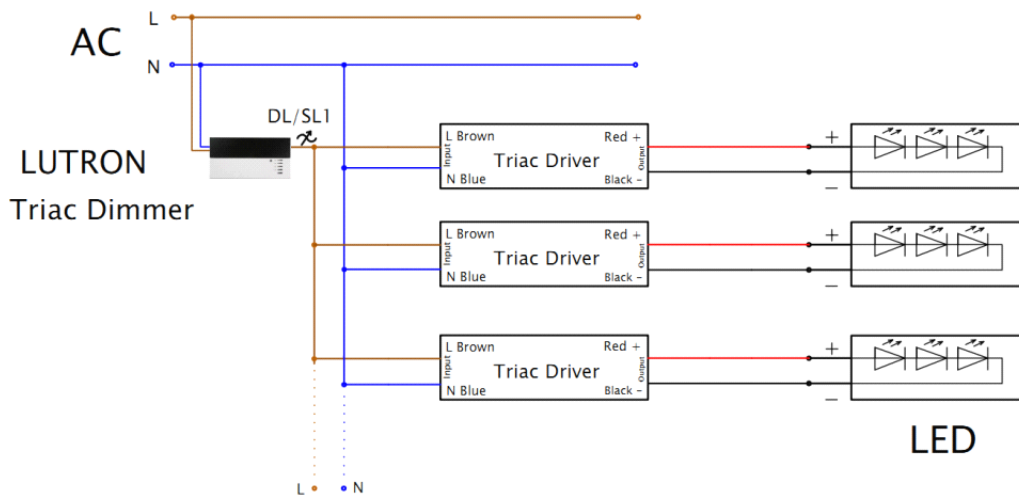 L
AC
N
DL/SL1
LUTRON
Triac Dimmer
L Brown
Red +
Input
Triac Driver
Output
N Blue
Black -
+
–
L Brown
Red +
Input
Triac Driver
Output
N Blue
Black -
+
–
L Brown
Red +
Input
Triac Driver
Output
N Blue
Black -
+
–
LED
L
N